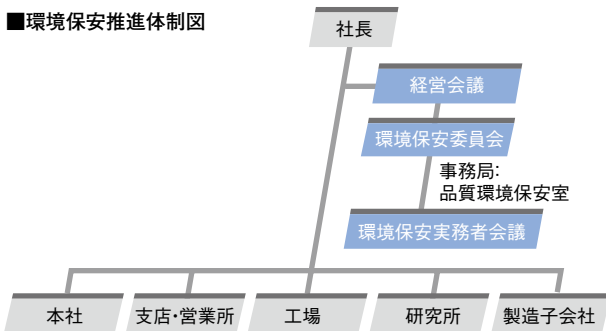 ■環境保安推進体制図
社長
経営会議
環境保安委員会
事務局:
品質環境保安室
環境保安実務者会議
本社
支店・営業所
工場
研究所
製造子会社